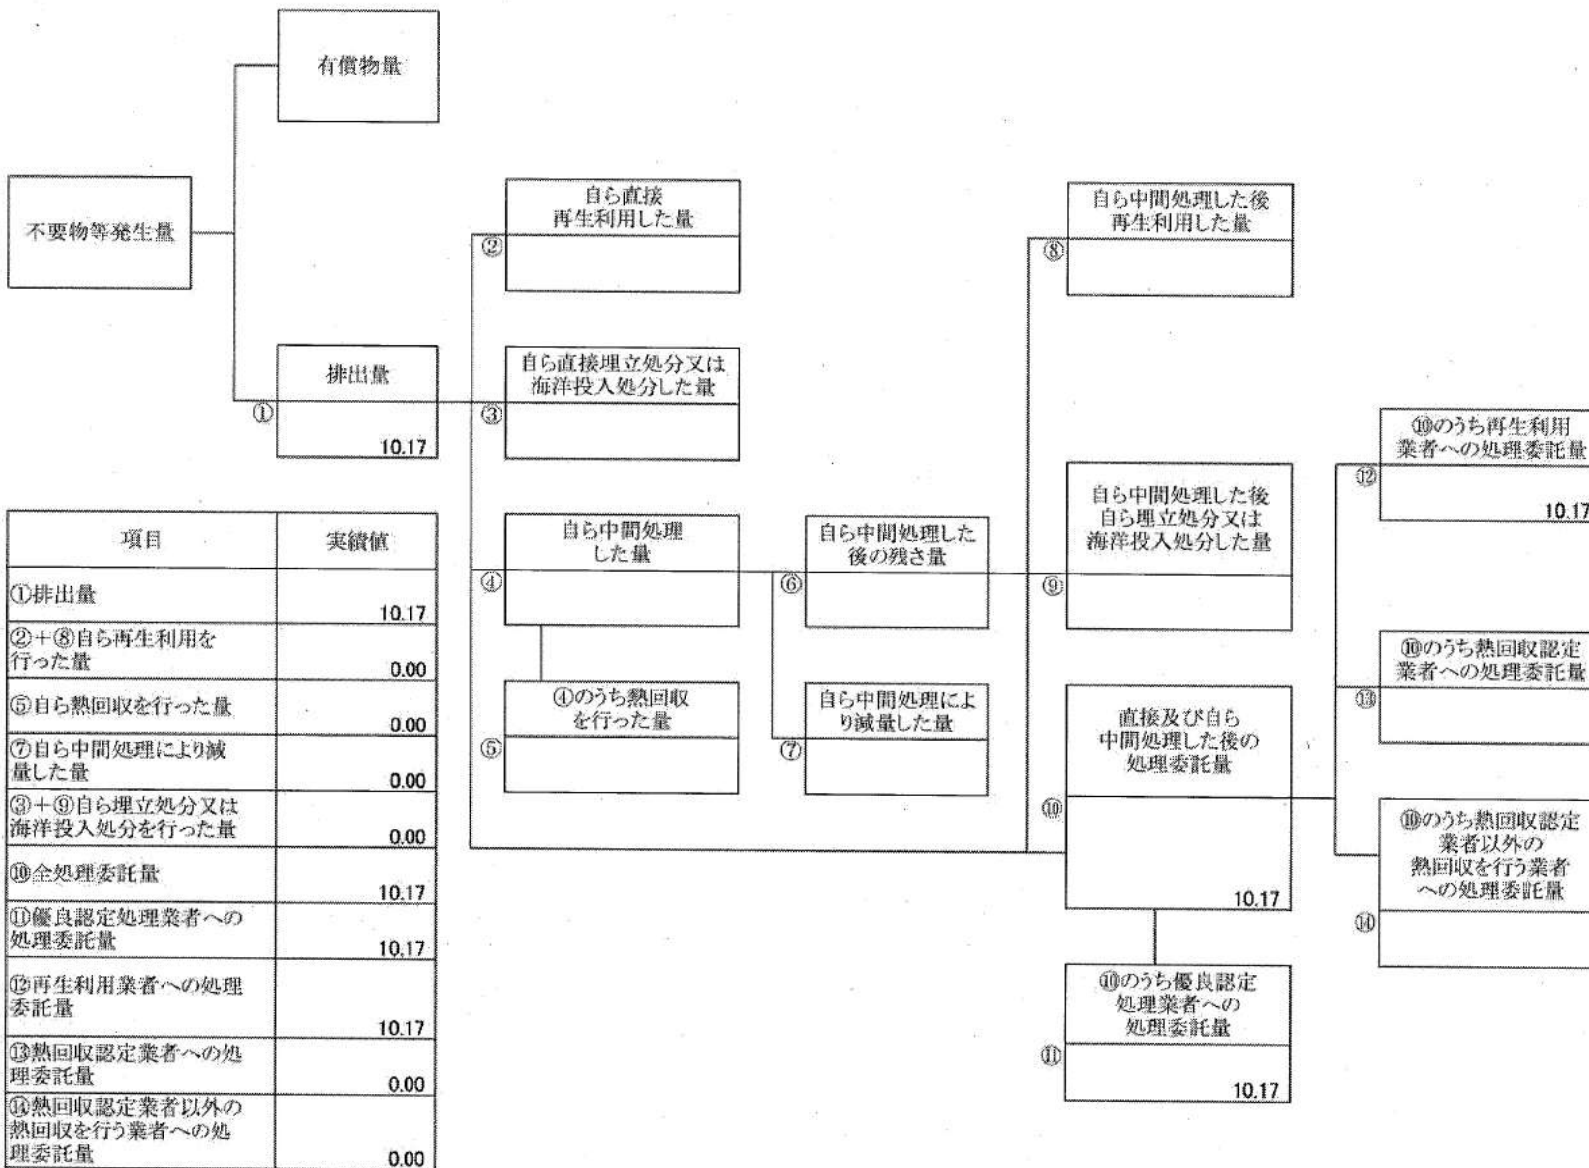 有償物量
不要物等発生量
自ら直接
再生利用した量
②
自ら中間処理した後
再生利用した量
⑧
排出量
①
10.17
自ら直接埋立処分又は
海洋投入処分した量
③
⑩のうち再生利用
業者への処理委託量
⑫
10.17
自ら中間処理
した量
④
自ら中間処理した
後の残さ量
⑥
自ら中間処理した後
自ら埋立処分又は
海洋投入処分した量
⑨
⑩のうち熱回収認定
業者への処理委託量
⑬
④のうち熱回収
を行った量
⑤
自ら中間処理によ
り減量した量
⑦
直接及び自ら
中間処理した後の
処理委託量
⑩
10.17
⑩のうち熱回収認定
業者以外の
熱回収を行う業者
への処理委託量
⑭
⑩のうち優良認定
処理業者への
処理委託量
⑪
10.17
項目 実績値
①排出量 10.17
②+⑧自ら再生利用を
行った量 0.00
⑤自ら熱回収を行った量 0.00
⑦自ら中間処理により減
量した量 0.00
③+⑨自ら埋立処分又は
海洋投入処分を行った量 0.00
⑩全処理委託量 10.17
⑪優良認定処理業者への
処理委託量 10.17
⑫再生利用業者への処理
委託量 10.17
⑬熱回収認定業者への処
理委託量 0.00
⑭熱回収認定業者以外の
熱回収を行う業者への処
理委託量 0.00